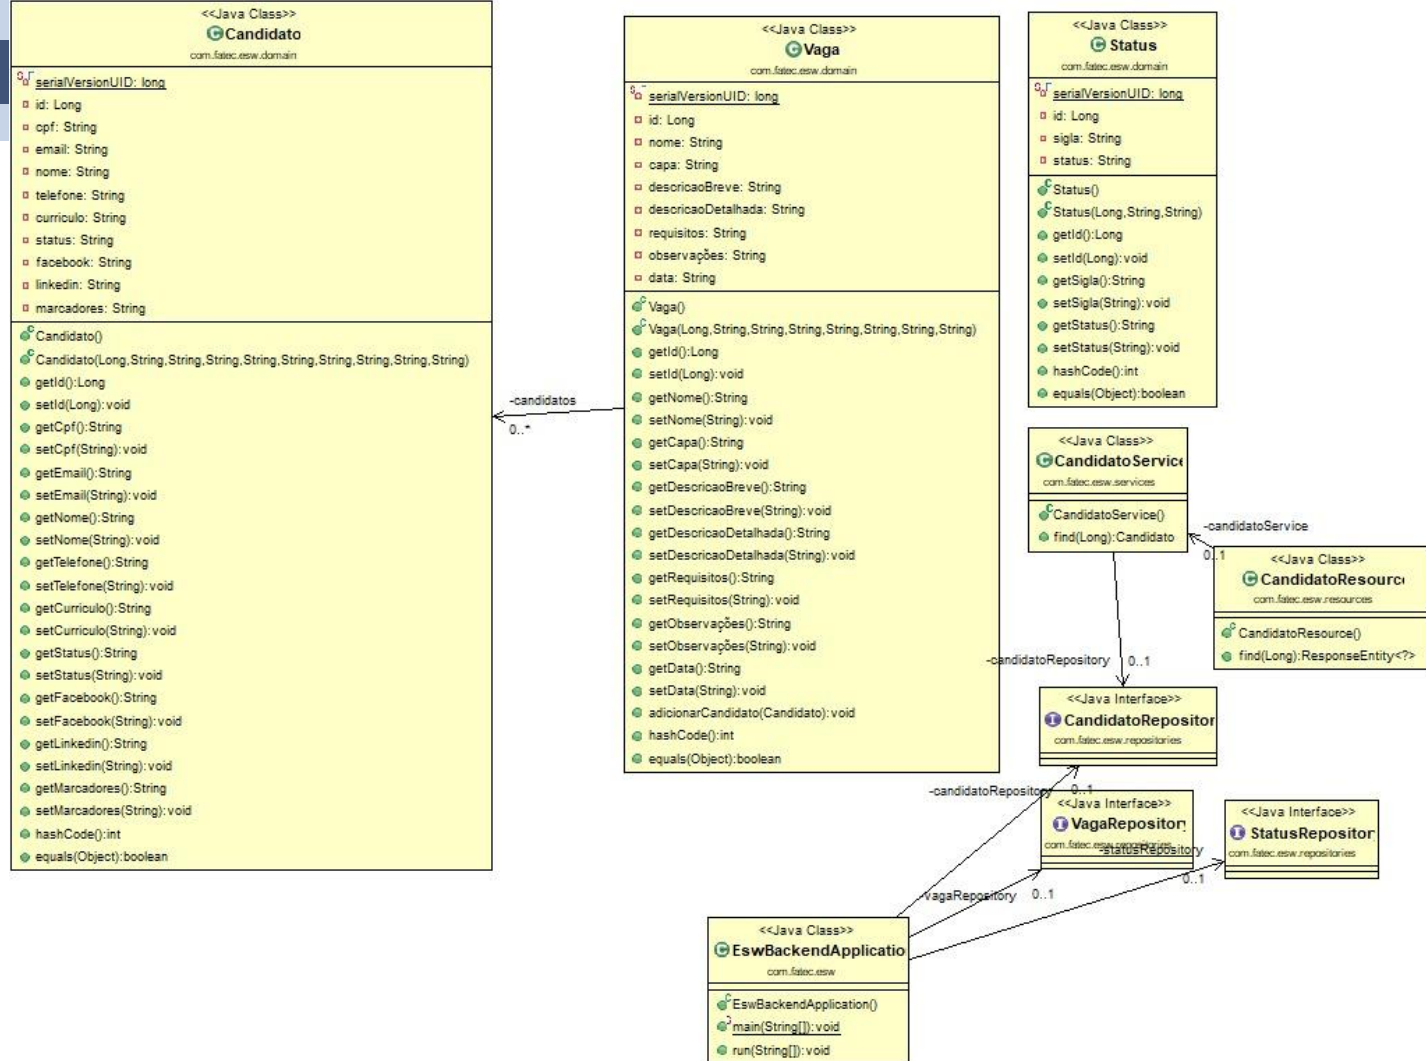 <<Java Class>>
Candidato
com.fatec.esw.domain
serialVersionUID: long
id: Long
cpf: String
email: String
nome: String
telefone: String
curriculo: String
status: String
facebook: String
linkedin: String
marcadores: String
Candidato()
Candidato(Long,String,String,String,String,String,String,String,String,String)
getId():Long
setId(Long):void
getCpf():String
setCpf(String):void
getEmail():String
setEmail(String):void
getNome():String
setNome(String):void
getTelefone():String
setTelefone(String):void
getCurriculo():String
setCurriculo(String):void
getStatus():String
setStatus(String):void
getFacebook():String
setFacebook(String):void
getLinkedin():String
setLinkedin(String):void
getMarcadores():String
setMarcadores(String):void
hashCode():int
equals(Object):boolean
-candidatos
0..*
<<Java Class>>
Vaga
com.fatec.esw.domain
serialVersionUID: long
id: Long
nome: String
capa: String
descricaoBreve: String
descricaoDetalhada: String
requisitos: String
observações: String
data: String
Vaga()
Vaga(Long,String,String,String,String,String,String,String)
getId():Long
setId(Long):void
getNome():String
setNome(String):void
getCapa():String
setCapa(String):void
getDescricaoBreve():String
setDescricaoBreve(String):void
getDescricaoDetalhada():String
setDescricaoDetalhada(String):void
getRequisitos():String
setRequisitos(String):void
getObservações():String
setObservações(String):void
getData():String
setData(String):void
adicionarCandidato(Candidato):void
hashCode():int
equals(Object):boolean
<<Java Class>>
Status
com.fatec.esw.domain
serialVersionUID: long
id: Long
sigla: String
status: String
Status()
Status(Long,String,String)
getId():Long
setId(Long):void
getSigla():String
setSigla(String):void
getStatus():String
setStatus(String):void
hashCode():int
equals(Object):boolean
<<Java Class>>
CandidatoService
com.fatec.esw.services
CandidatoService()
find(Long):Candidato
-candidatoService
0..1
<<Java Class>>
CandidatoResourc
com.fatec.esw.resources
CandidatoResource()
find(Long):ResponseEntity<?>
-candidatoRepository
0..1
<<Java Interface>>
CandidatoRepositor
com.fatec.esw.repositories
-candidatoRepository
0..1
<<Java Interface>>
VagaRepository
com.fatec.esw.repositories
-statusRepository
0..1
<<Java Interface>>
StatusRepositor
com.fatec.esw.repositories
-vagaRepository
0..1
<<Java Class>>
EswBackendApplicatio
com.fatec.esw
EswBackendApplication()
main(String[]):void
run(String[]):void